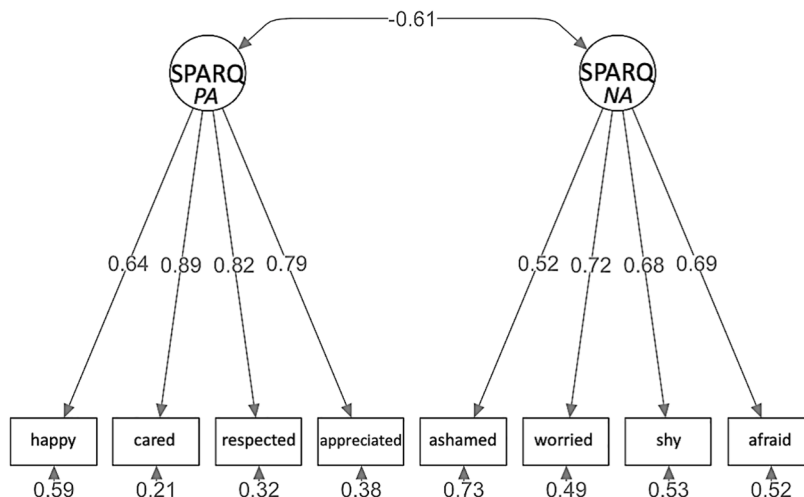 -0.61
SPARQ
PA
SPARQ
NA
0.64 0.89 0.82 0.79 0.52 0.72 0.68 0.69
happy cared respected appreciated ashamed worried shy afraid
0.59 0.21 0.32 0.38 0.73 0.49 0.53 0.52